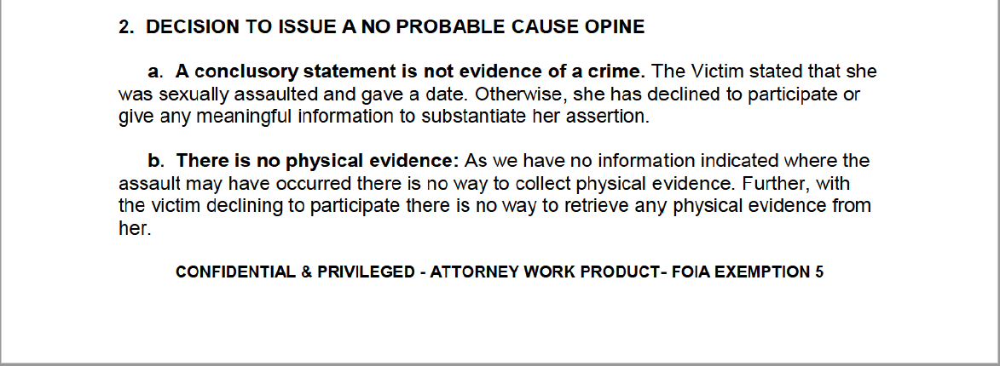 2. DECISION TO ISSUE A NO PROBABLE CAUSE OPINE
a. A conclusory statement is not evidence of a crime. The Victim stated that she
was sexually assaulted and gave a date. Otherwise, she has declined to participate or
give any meaningful information to substantiate her assertion.
b. There is no physical evidence: As we have no information indicated where the
assault may have occurred there is no way to collect physical evidence. Further, with
the victim declining to participate there is no way to retrieve any physical evidence from
her.
CONFIDENTIAL & PRIVILEGED - ATTORNEY WORK PRODUCT- FOIA EXEMPTION 5